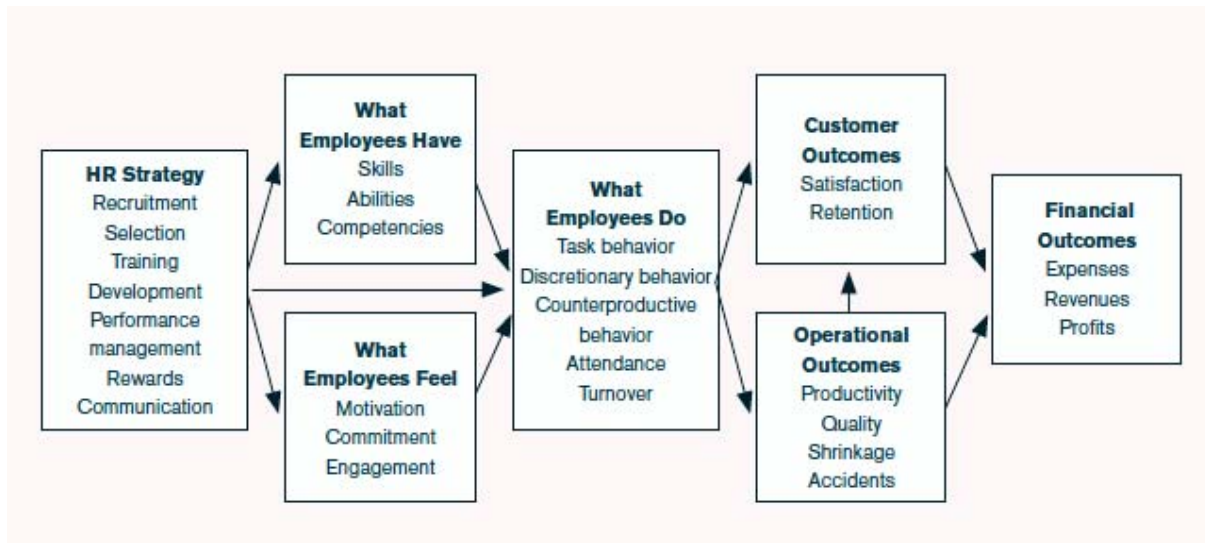 HR Strategy
Recruitment
Selection
Training
Development
Performance
management
Rewards
Communication
What
Employees Have
Skills
Abilities
Competencies
What
Employees Feel
Motivation
Commitment
Engagement
What
Employees Do
Task behavior
Discretionary behavior
Counterproductive
behavior
Attendance
Turnover
Customer
Outcomes
Satisfaction
Retention
Operational
Outcomes
Productivity
Quality
Shrinkage
Accidents
Financial
Outcomes
Expenses
Revenues
Profits